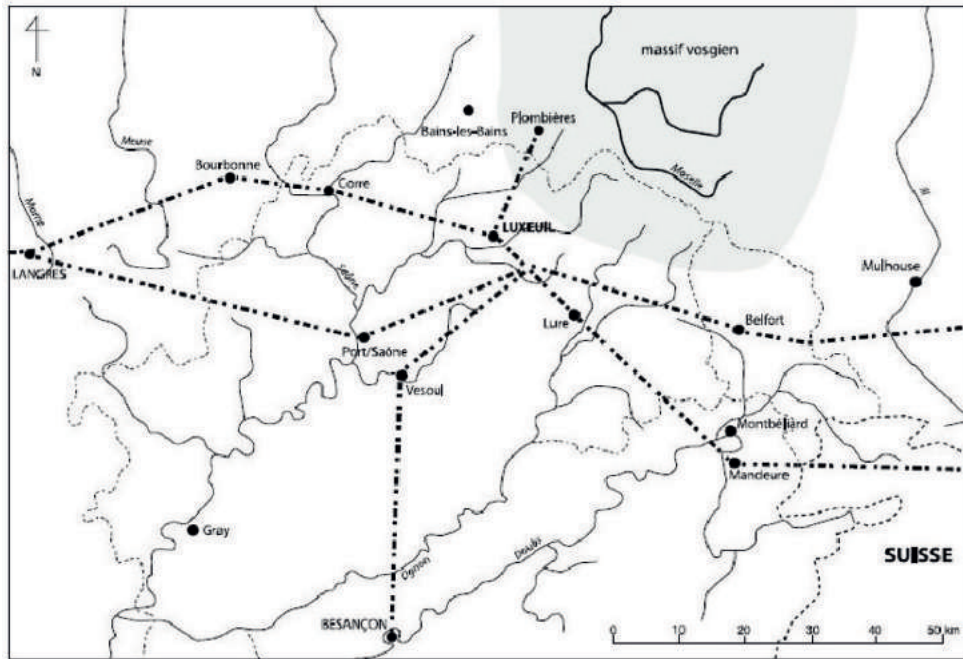 massif vosgien
N
Plombières
Bains-les-Bains
Meuse
Bourbonne
Corre
Moselle
Ill
Marne
LUXEUIL
LANGRES
Saône
Mulhouse
Lure
Belfort
Port/Saône
Vesoul
Montbéliard
Mandeure
Gray
Ognon
Doubs
SUISSE
BESANÇON
0 10 20 30 40 50 km